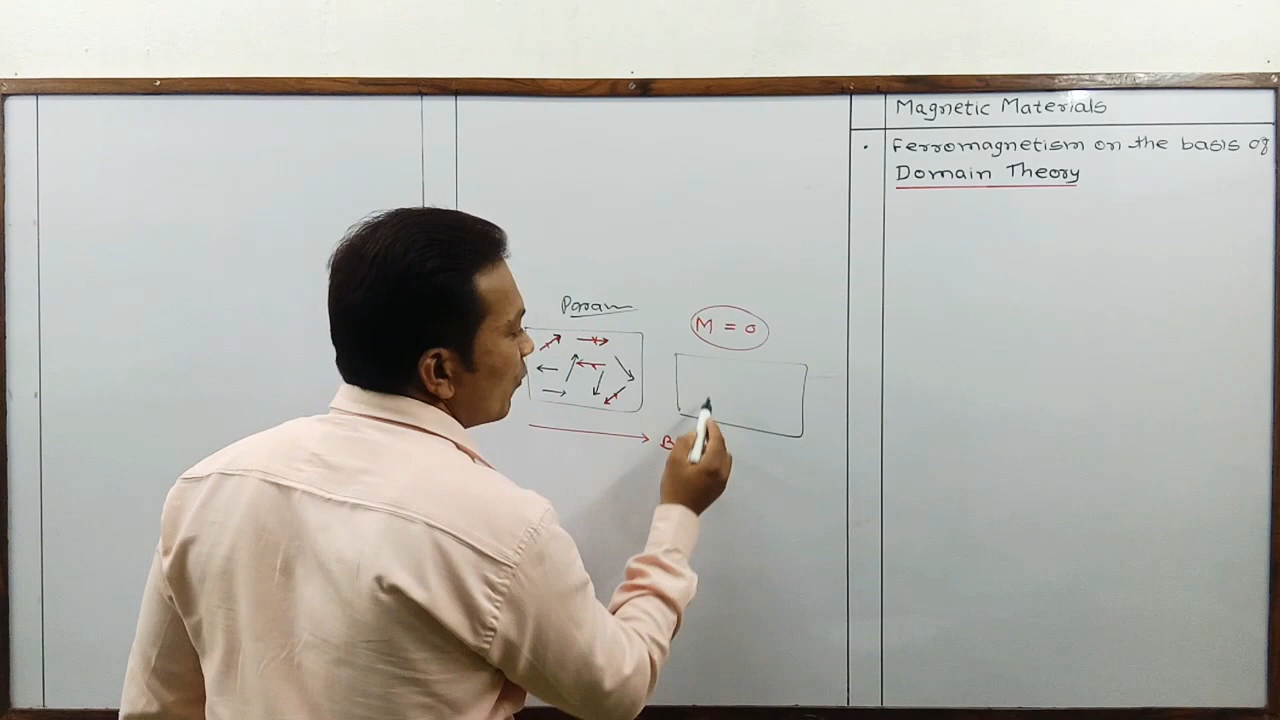 Magnetic Materials
· Ferromagnetism on the basis of
Domain Theory
Param
M = 0
B